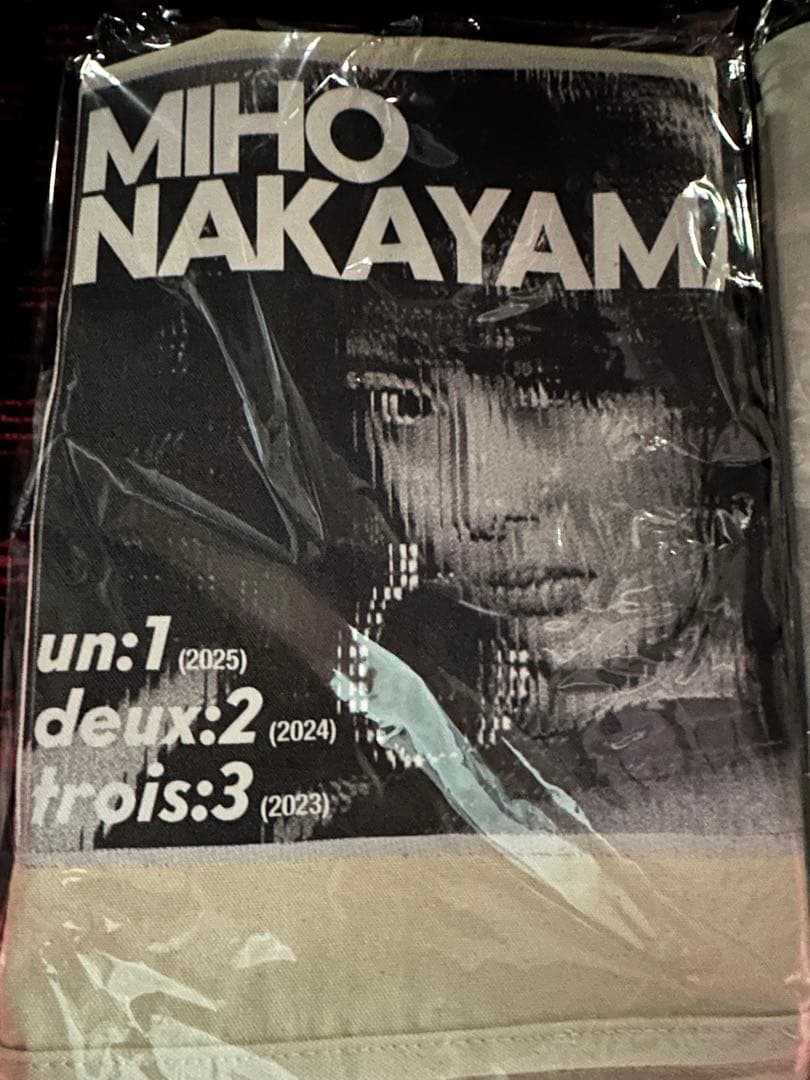 MIHO
NAKAYAMA
un:1 (2025)
deux:2 (2024)
trois:3 (2023)